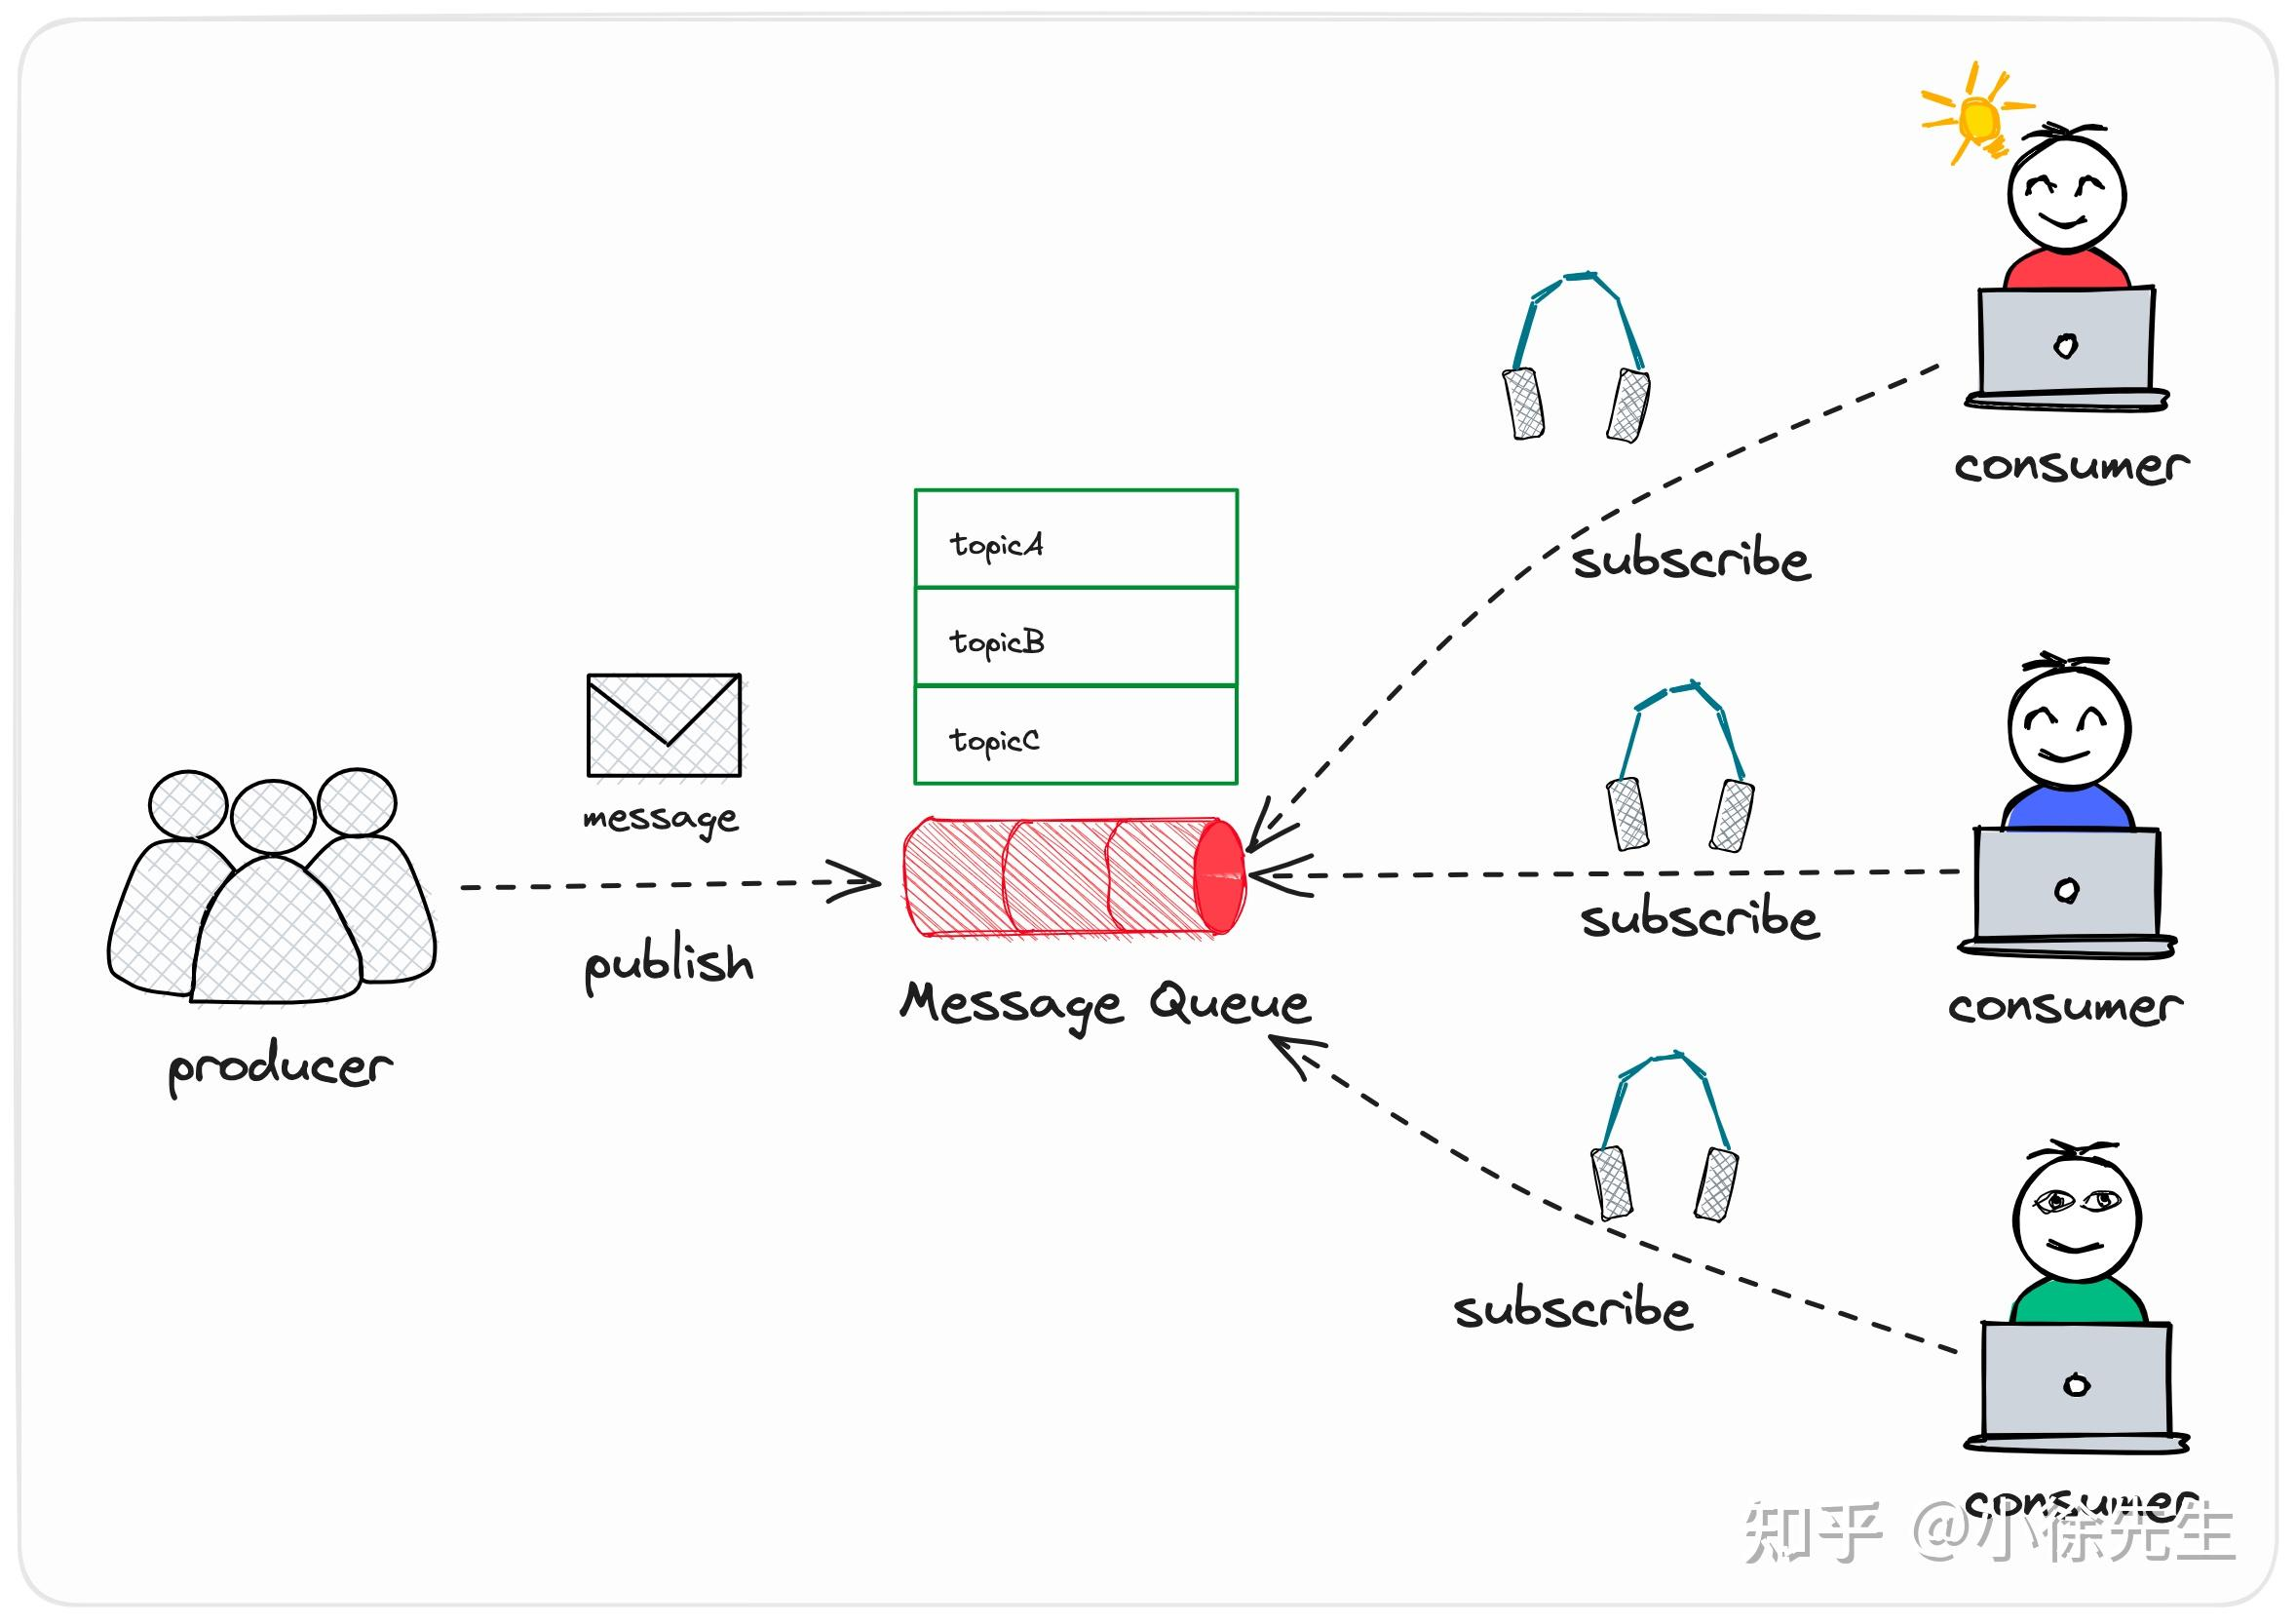 consumer
subscribe
topicA
topicB
topicC
message
publish
Message Queue
producer
subscribe
consumer
subscribe
consumer
知乎 @小徐先生